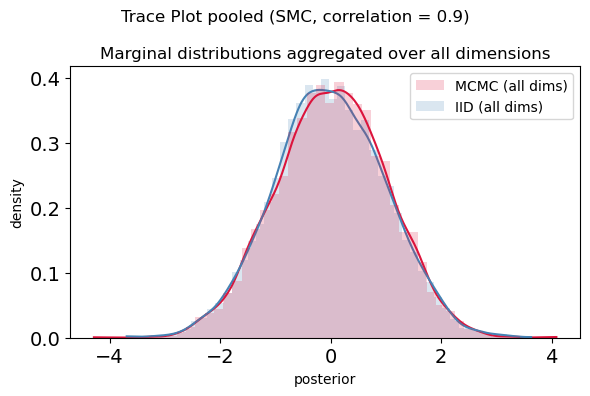 Trace Plot pooled (SMC, correlation = 0.9)
Marginal distributions aggregated over all dimensions
MCMC (all dims)
IID (all dims)
density
0.4
0.3
0.2
0.1
0.0
−4
−2
0
2
4
posterior